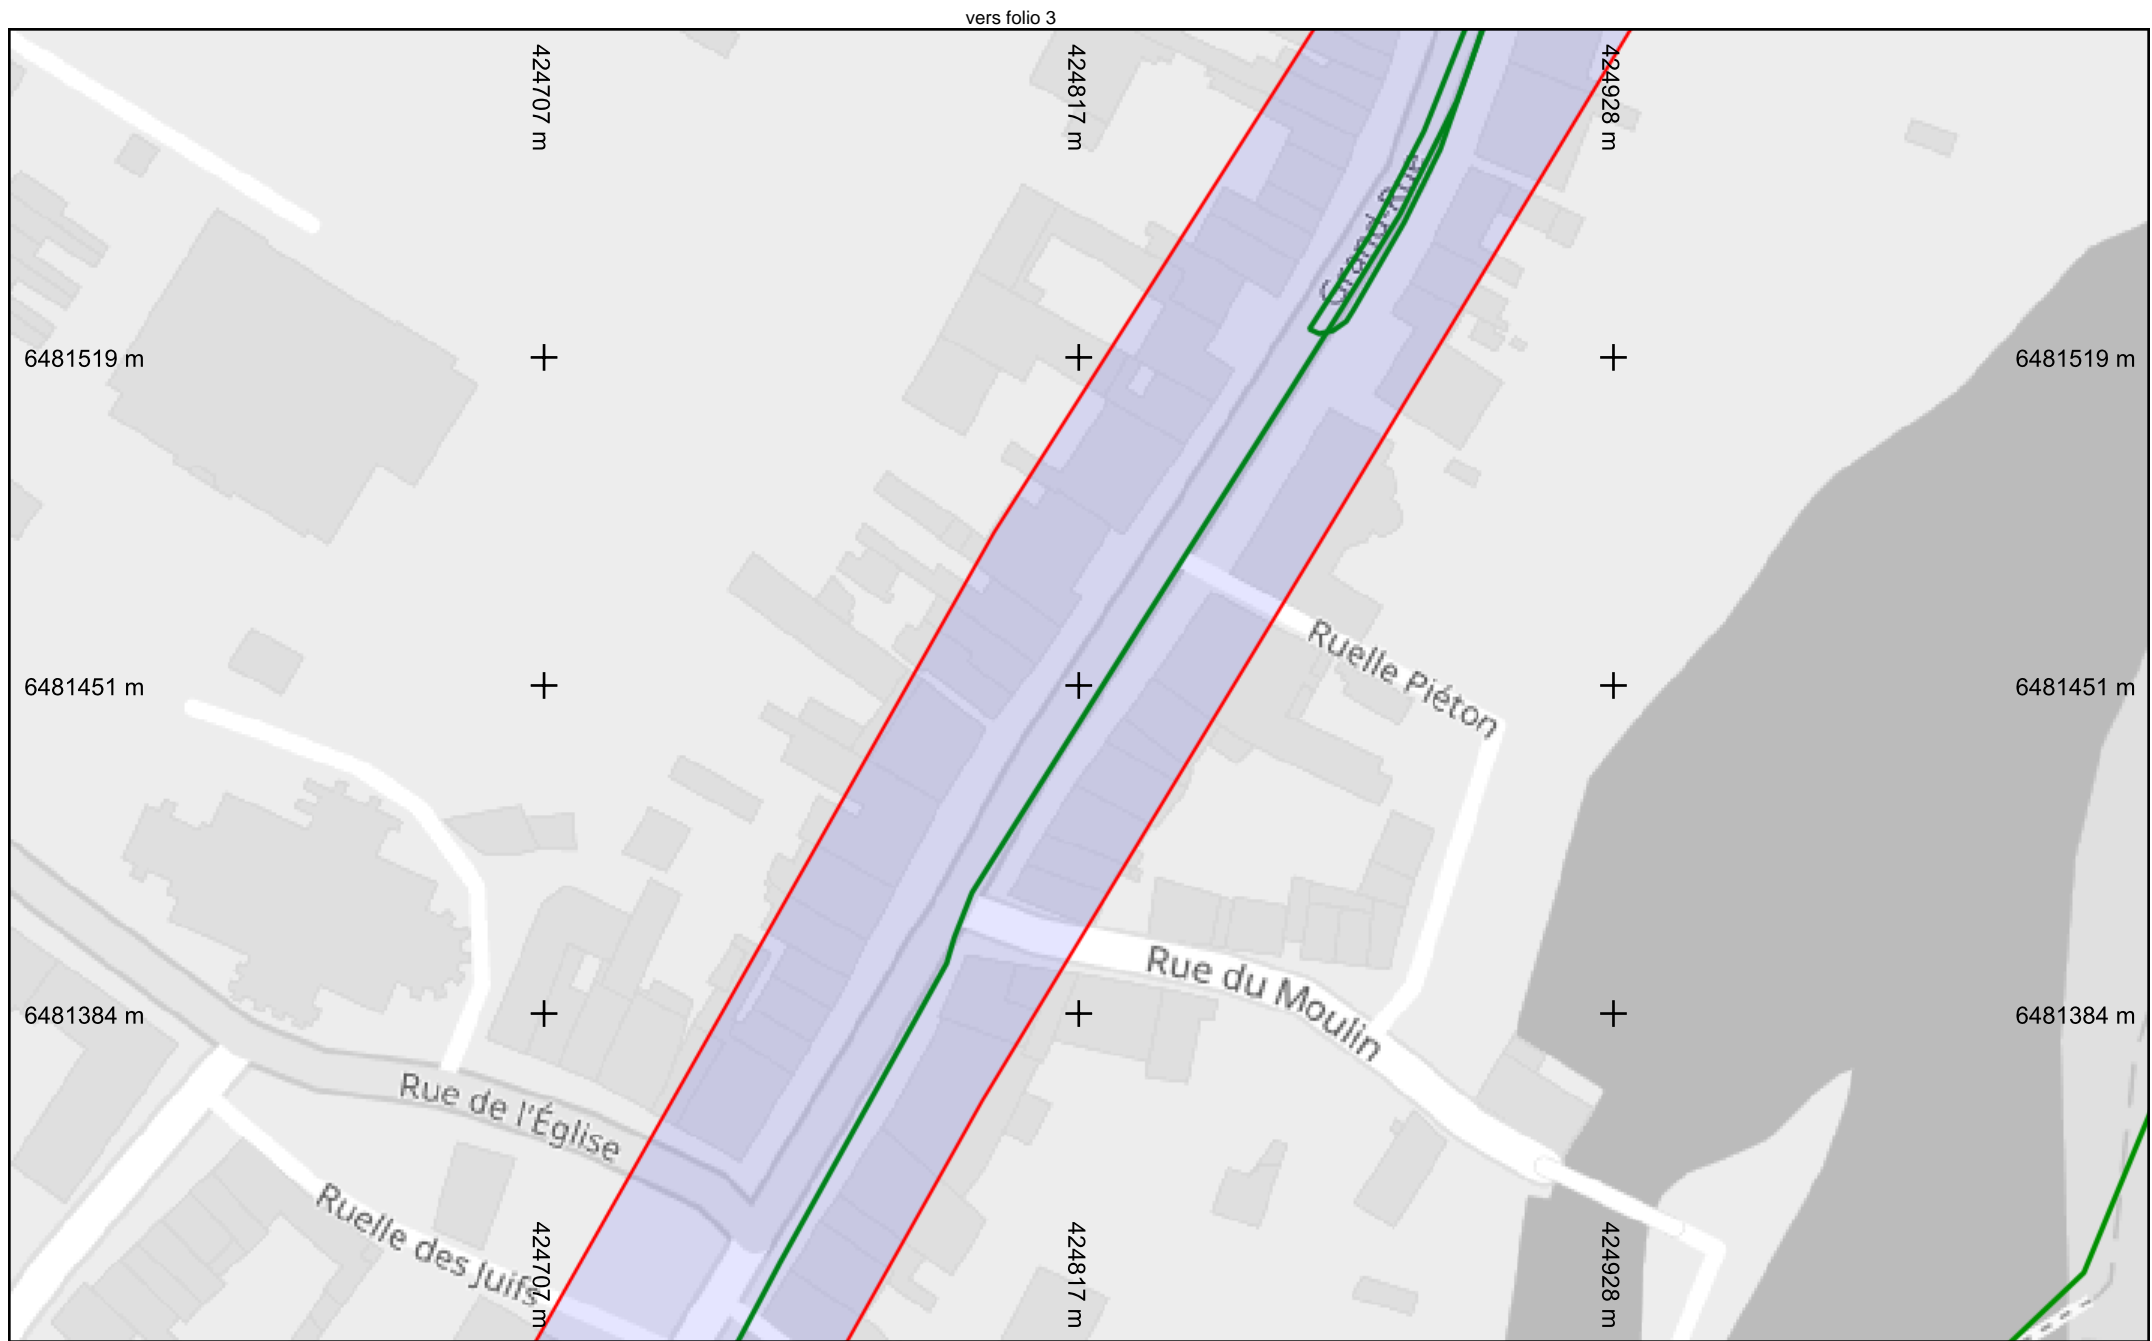 vers folio 3
424707 m
424817 m
424928 m
Grand-Rue
6481519 m
6481519 m
Ruelle Piéton
6481451 m
6481451 m
Rue du Moulin
6481384 m
6481384 m
Rue de l'Église
Ruelle des Juifs
424707 m
424817 m
424928 m